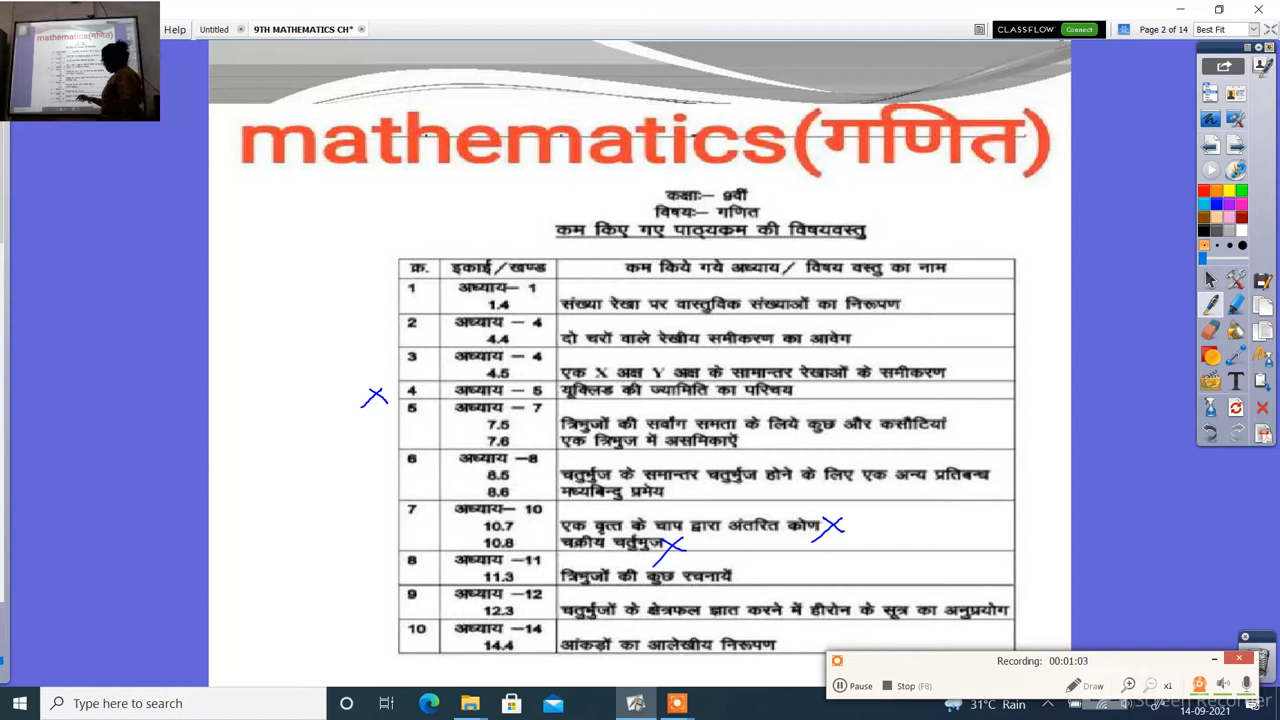 Help Untitled 9TH MATHEMATICS CH* CLASSFLOW Connect Page 2 of 14 Best Fit
mathematics(गणित)
mathematics(गणित)
कक्षाः– 9वीं
विषयः– गणित
कम किए गए पाठ्यकम की विषयवस्तु
क्र. इकाई/खण्ड कम किये गये अध्याय/ विषय वस्तु का नाम
1 अध्याय– 1
1.4 संख्या रेखा पर वास्तुविक संख्याओं का निरूपण
2 अध्याय – 4
4.4 दो चरों वाले रेखीय समीकरण का आवेग
3 अध्याय – 4
4.5 एक X अक्ष Y अक्ष के सामान्तर रेखाओं के समीकरण
4 अध्याय – 5 यूक्लिड की ज्यामिति का परिचय
5 अध्याय – 7
7.5 त्रिभुजों की सर्वांग समता के लिये कुछ और कसौटियां
7.6 एक त्रिभुज में असमिकाऐं
6 अध्याय –8
8.5 चतुर्भुज के समान्तर चतुर्भुज होने के लिए एक अन्य प्रतिबन्ध
8.6 मध्यबिन्दु प्रमेय
7 अध्याय– 10
10.7 एक वृत्त के चाप द्वारा अंतरित कोण
10.8 चक्रीय चर्तुभुज
8 अध्याय –11
11.3 त्रिभुजों की कुछ रचनायें
9 अध्याय –12
12.3 चतुर्भुजों के क्षेत्रफल ज्ञात करने में हीरोन के सूत्र का अनुप्रयोग
10 अध्याय –14
14.4 आंकड़ों का आलेखीय निरूपण
Recording: 00:01:03
Pause Stop (F8) Draw x1
Type here to search 31°C Rain 14-09-2021